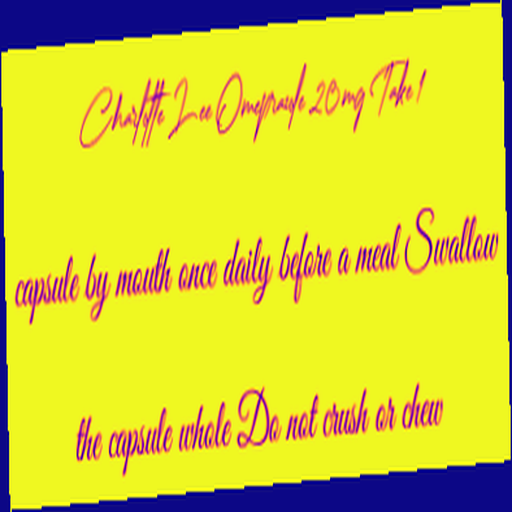 Charlotte Lee Omeprazole 20mg Take 1
capsule by mouth once daily before a meal Swallow
the capsule whole Do not crush or chew